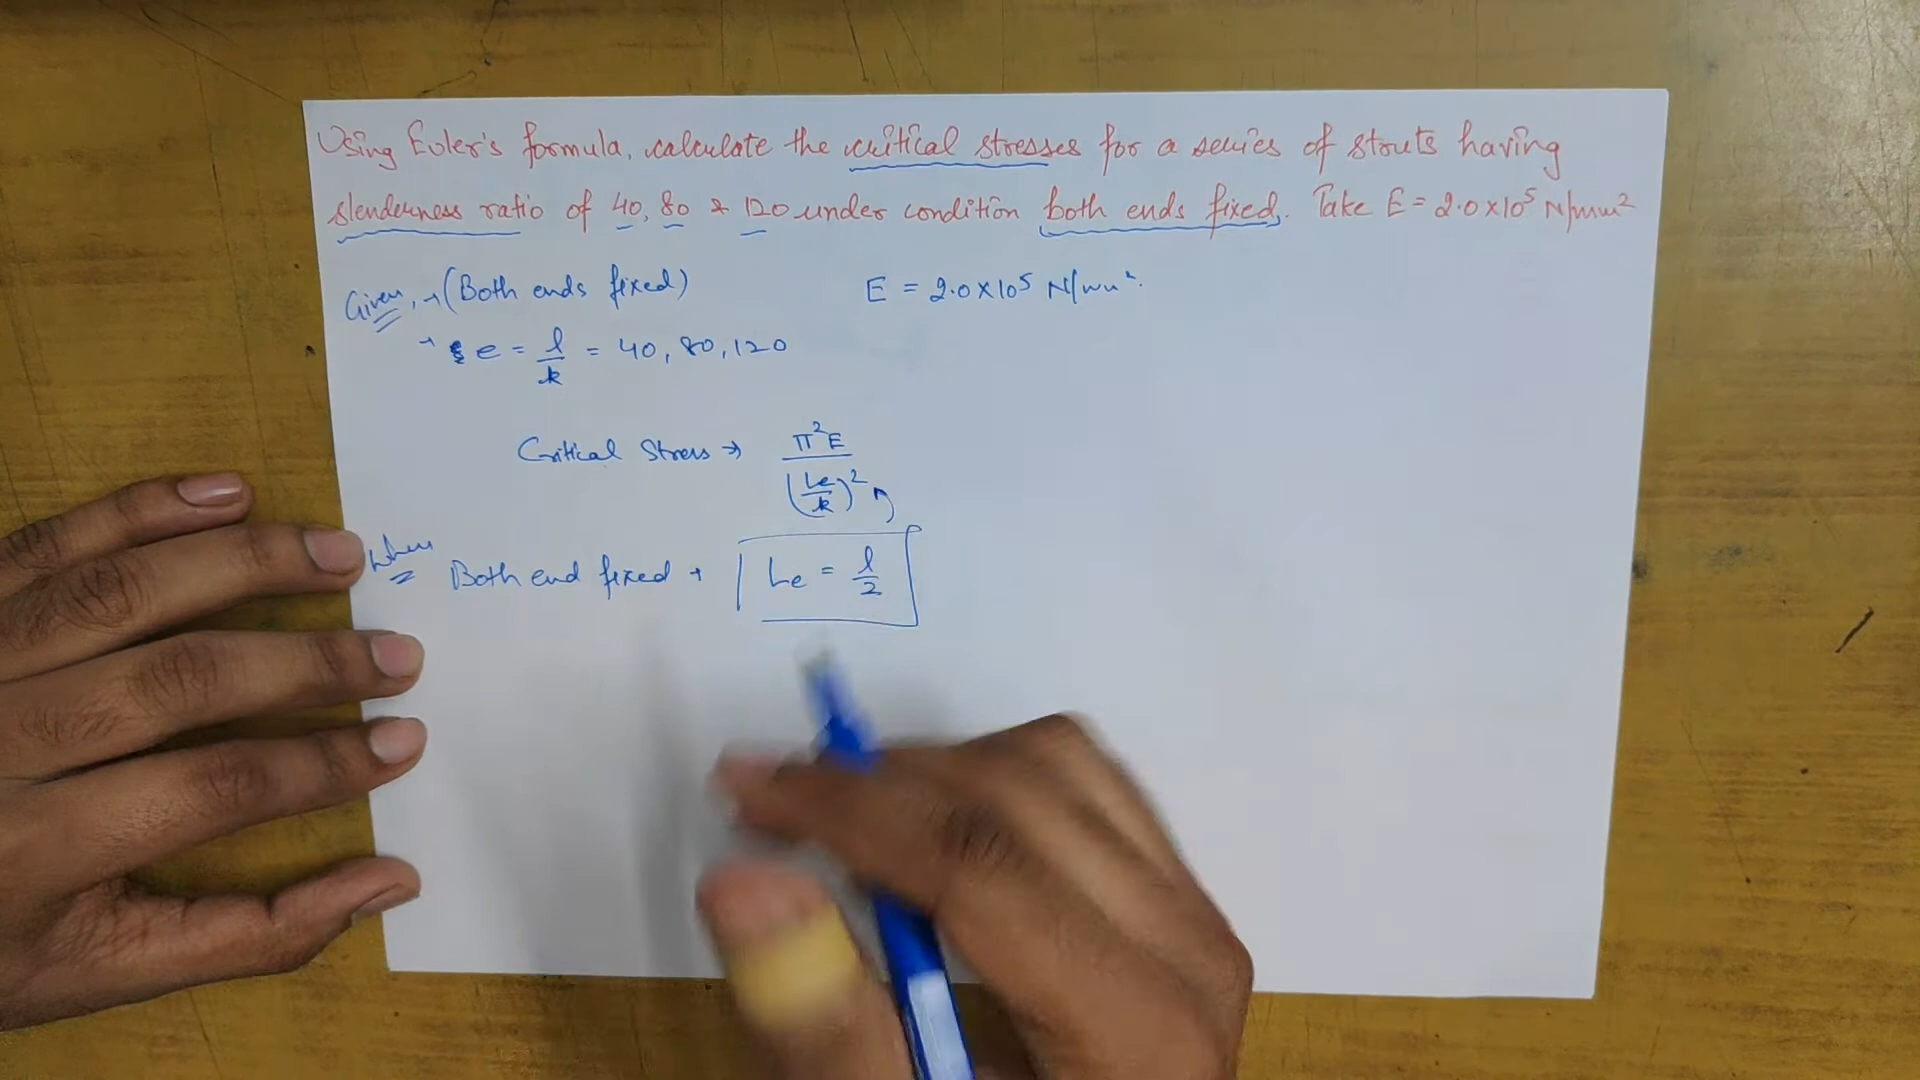 Using Euler's formula, calculate the critical stresses for a series of struts having
slenderness ratio of 40, 80 & 120 under condition both ends fixed. Take E = 2.0×10⁵ N/mm²
Given, → (Both ends fixed) E = 2.0×10⁵ N/mm².
→ e = l/k = 40, 80, 120
Critical Stress → π²E/(Le/k)²
when Both end fixed → Le = l/2